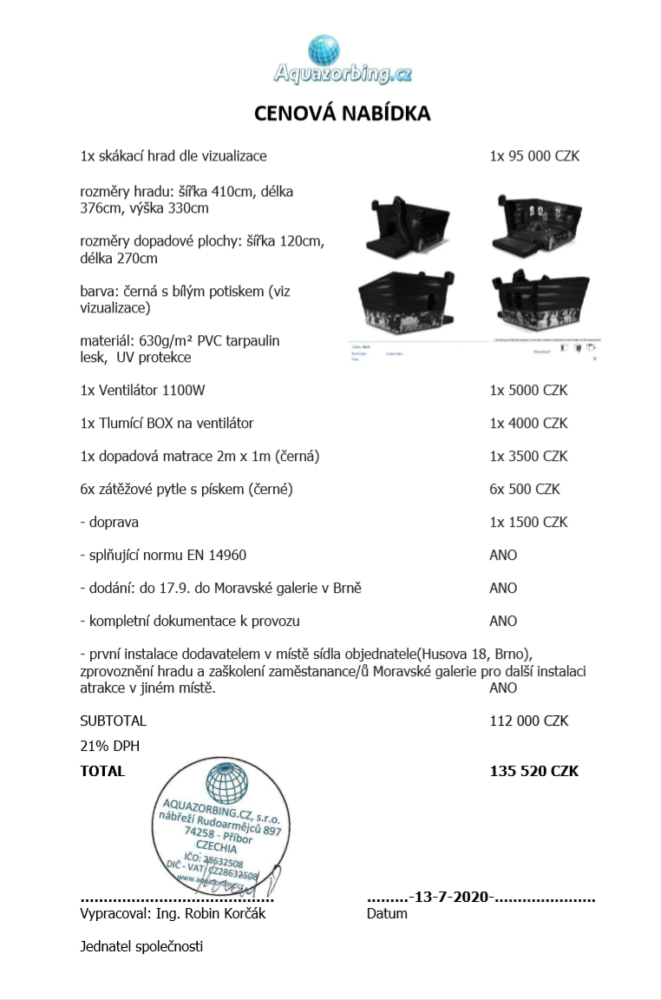 Aquazorbing.cz
CENOVÁ NABÍDKA
1x skákací hrad dle vizualizace 1x 95 000 CZK
rozměry hradu: šířka 410cm, délka
376cm, výška 330cm
rozměry dopadové plochy: šířka 120cm,
délka 270cm
barva: černá s bílým potiskem (viz
vizualizace)
materiál: 630g/m² PVC tarpaulin
lesk, UV protekce
1x Ventilátor 1100W 1x 5000 CZK
1x Tlumící BOX na ventilátor 1x 4000 CZK
1x dopadová matrace 2m x 1m (černá) 1x 3500 CZK
6x zátěžové pytle s pískem (černé) 6x 500 CZK
- doprava 1x 1500 CZK
- splňující normu EN 14960 ANO
- dodání: do 17.9. do Moravské galerie v Brně ANO
- kompletní dokumentace k provozu ANO
- první instalace dodavatelem v místě sídla objednatele(Husova 18, Brno),
zprovoznění hradu a zaškolení zaměstanance/ů Moravské galerie pro další instalaci
atrakce v jiném místě. ANO
SUBTOTAL 112 000 CZK
21% DPH
TOTAL 135 520 CZK
AQUAZORBING.CZ, s.r.o.
nábřeží Rudoarmějců 897
74258 - Příbor
CZECHIA
IČO: 28632508
DIČ - VAT: CZ28632508
www.aquazorbing.cz
.......................................... .........-13-7-2020-......................
Vypracoval: Ing. Robin Korčák Datum
Jednatel společnosti